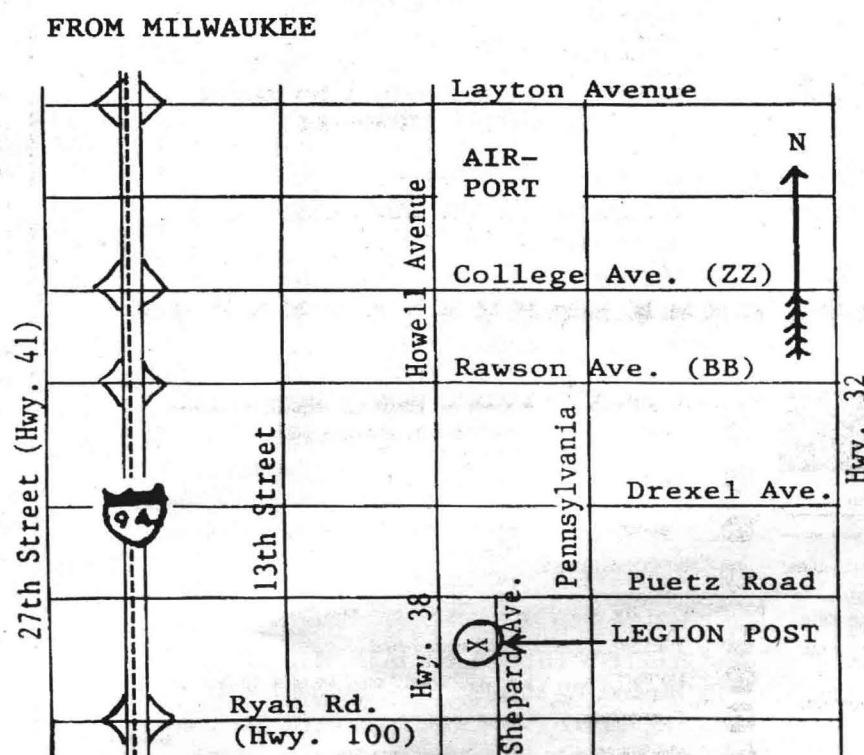 FROM MILWAUKEE
Layton Avenue
N
AIR-
PORT
Howell Avenue
College Ave. (ZZ)
27th Street (Hwy. 41)
Rawson Ave. (BB)
Hwy. 32
13th Street
Pennsylvania
94
Drexel Ave.
Puetz Road
Hwy. 38
X
Shepard Ave.
LEGION POST
Ryan Rd.
(Hwy. 100)